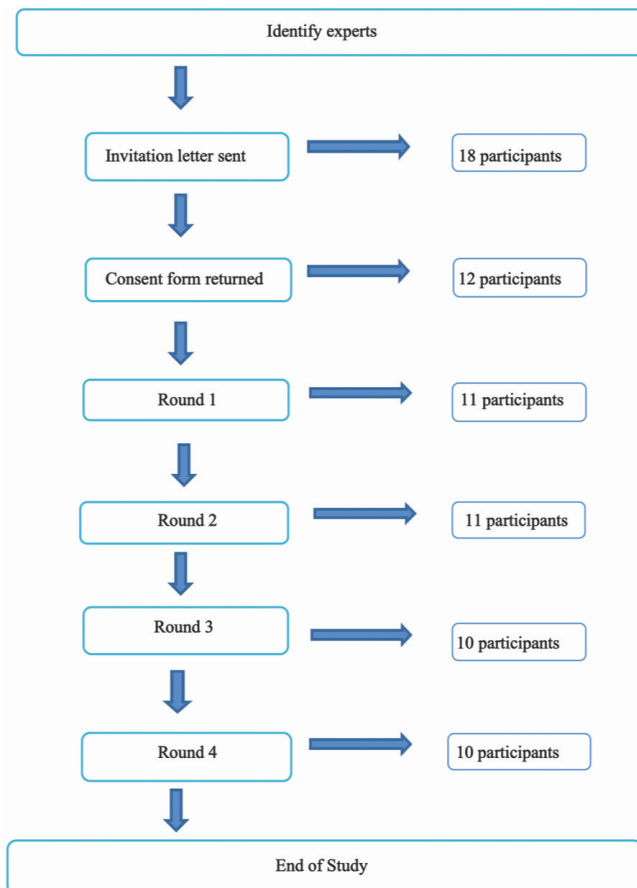 Identify experts
Invitation letter sent
18 participants
Consent form returned
12 participants
Round 1
11 participants
Round 2
11 participants
Round 3
10 participants
Round 4
10 participants
End of Study